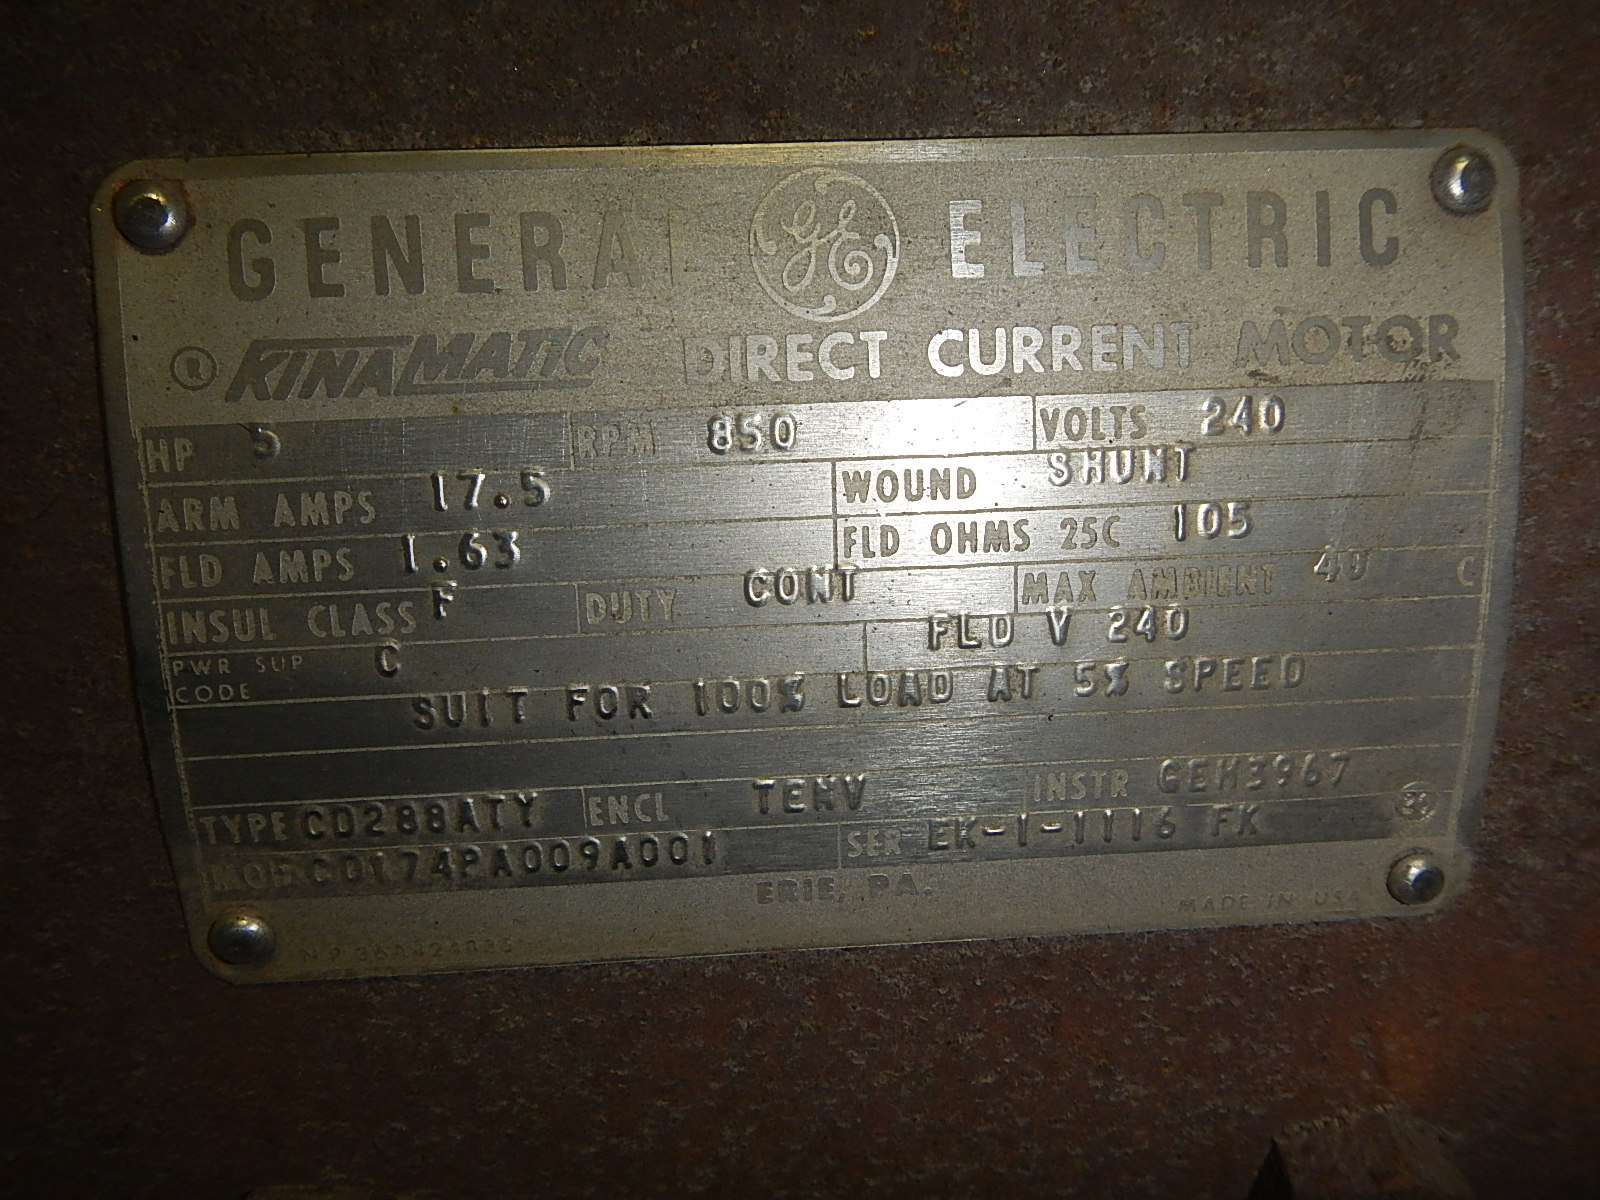 GENERAL GE ELECTRIC
KINAMATIC DIRECT CURRENT MOTOR
HP 5 RPM 850 VOLTS 240
ARM AMPS 17.5 WOUND SHUNT
FLD AMPS 1.63 FLD OHMS 25C 105
INSUL CLASS F DUTY CONT MAX AMBIENT 40 C
PWR SUP CODE C FLD V 240
SUIT FOR 100% LOAD AT 5% SPEED
TYPE CD288ATY ENCL TENV INSTR GEH3967
MOD CD174PA009A001 SER EK-1-1116 FK
ERIE, PA.
MADE IN USA